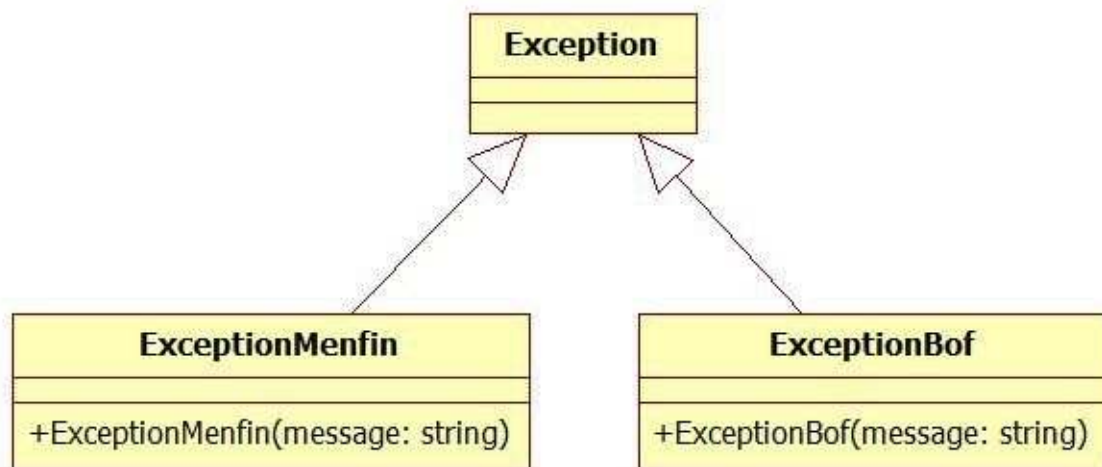 Exception
ExceptionMenfin
+ExceptionMenfin(message: string)
ExceptionBof
+ExceptionBof(message: string)